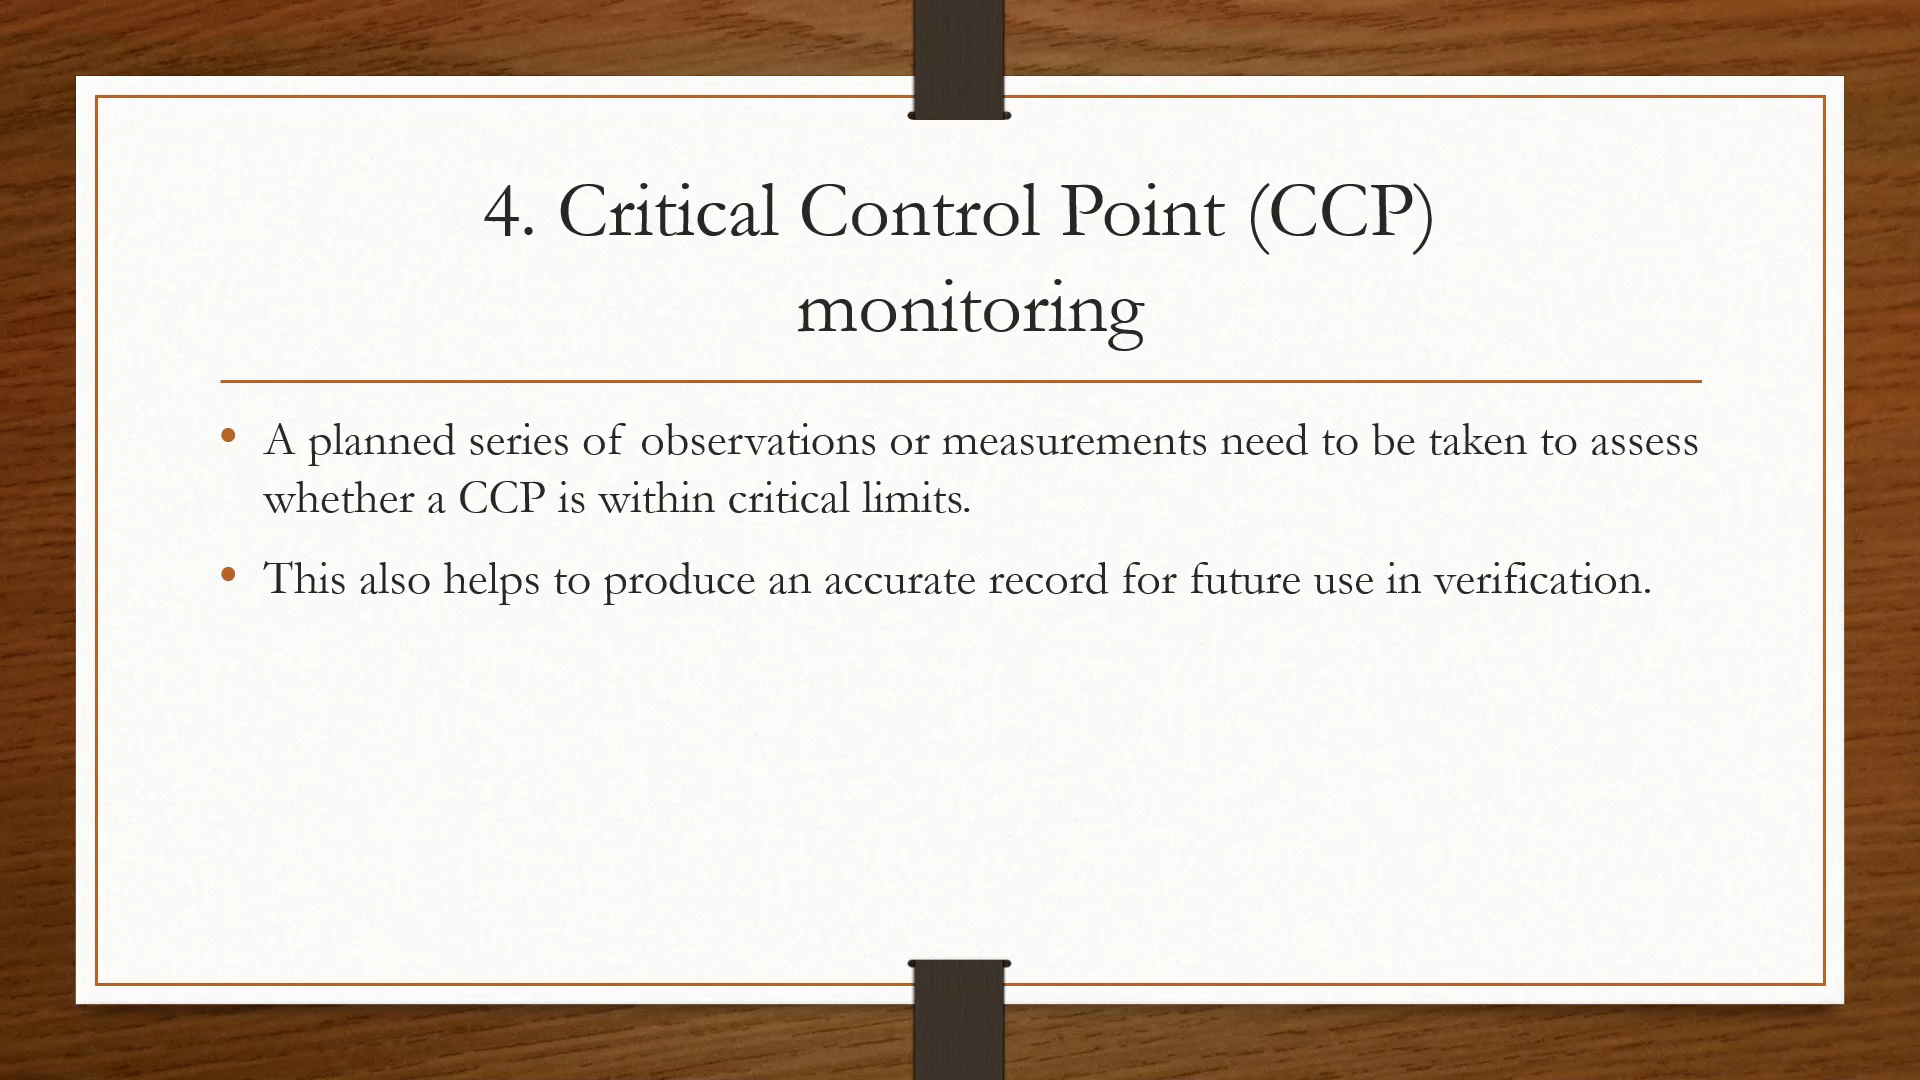 4. Critical Control Point (CCP)
monitoring
• A planned series of observations or measurements need to be taken to assess
whether a CCP is within critical limits.
• This also helps to produce an accurate record for future use in verification.